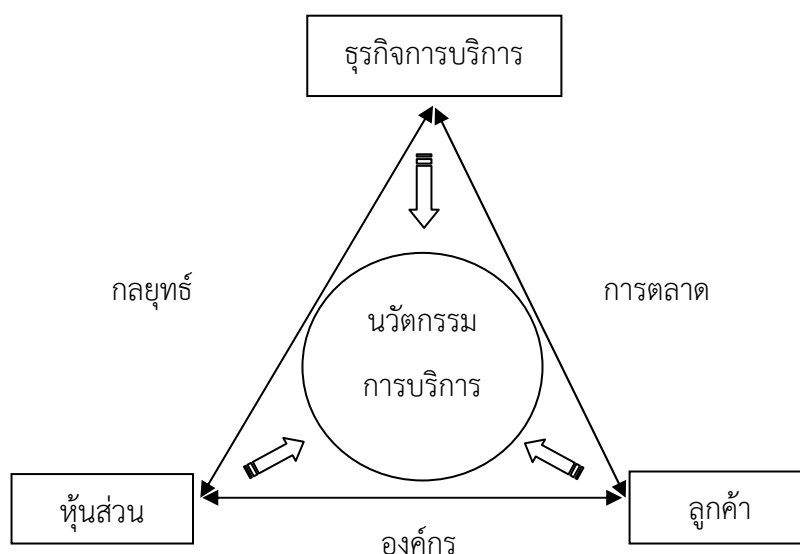 ธุรกิจการบริการ
กลยุทธ์
การตลาด
นวัตกรรม
การบริการ
หุ้นส่วน
ลูกค้า
องค์กร